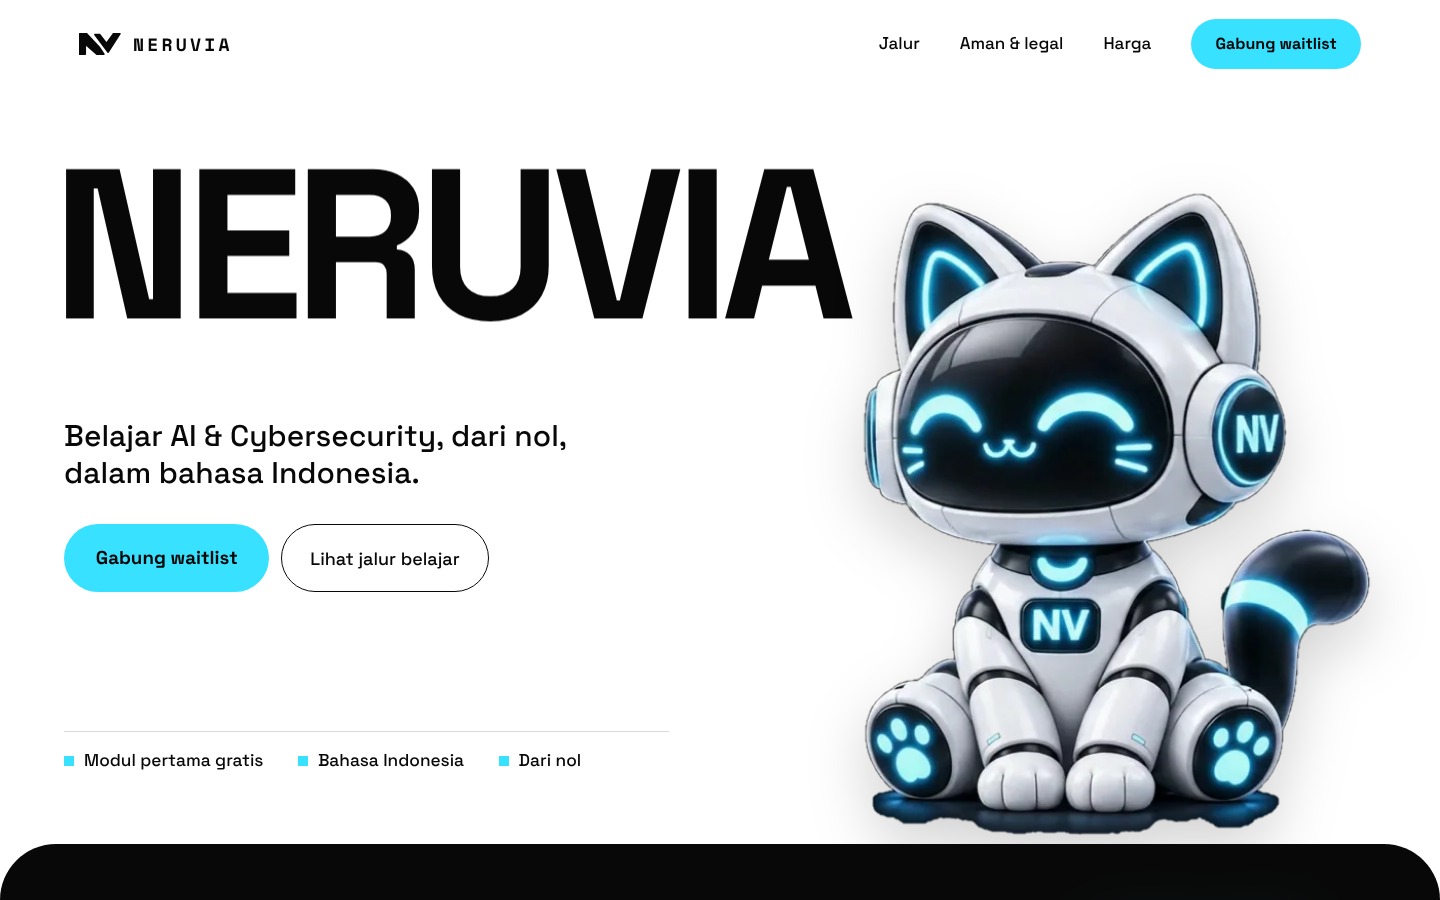 NERUVIA
Jalur
Aman & legal
Harga
Gabung waitlist
NERUVIA
Belajar AI & Cybersecurity, dari nol,
dalam bahasa Indonesia.
Gabung waitlist
Lihat jalur belajar
NV
NV
Modul pertama gratis
Bahasa Indonesia
Dari nol